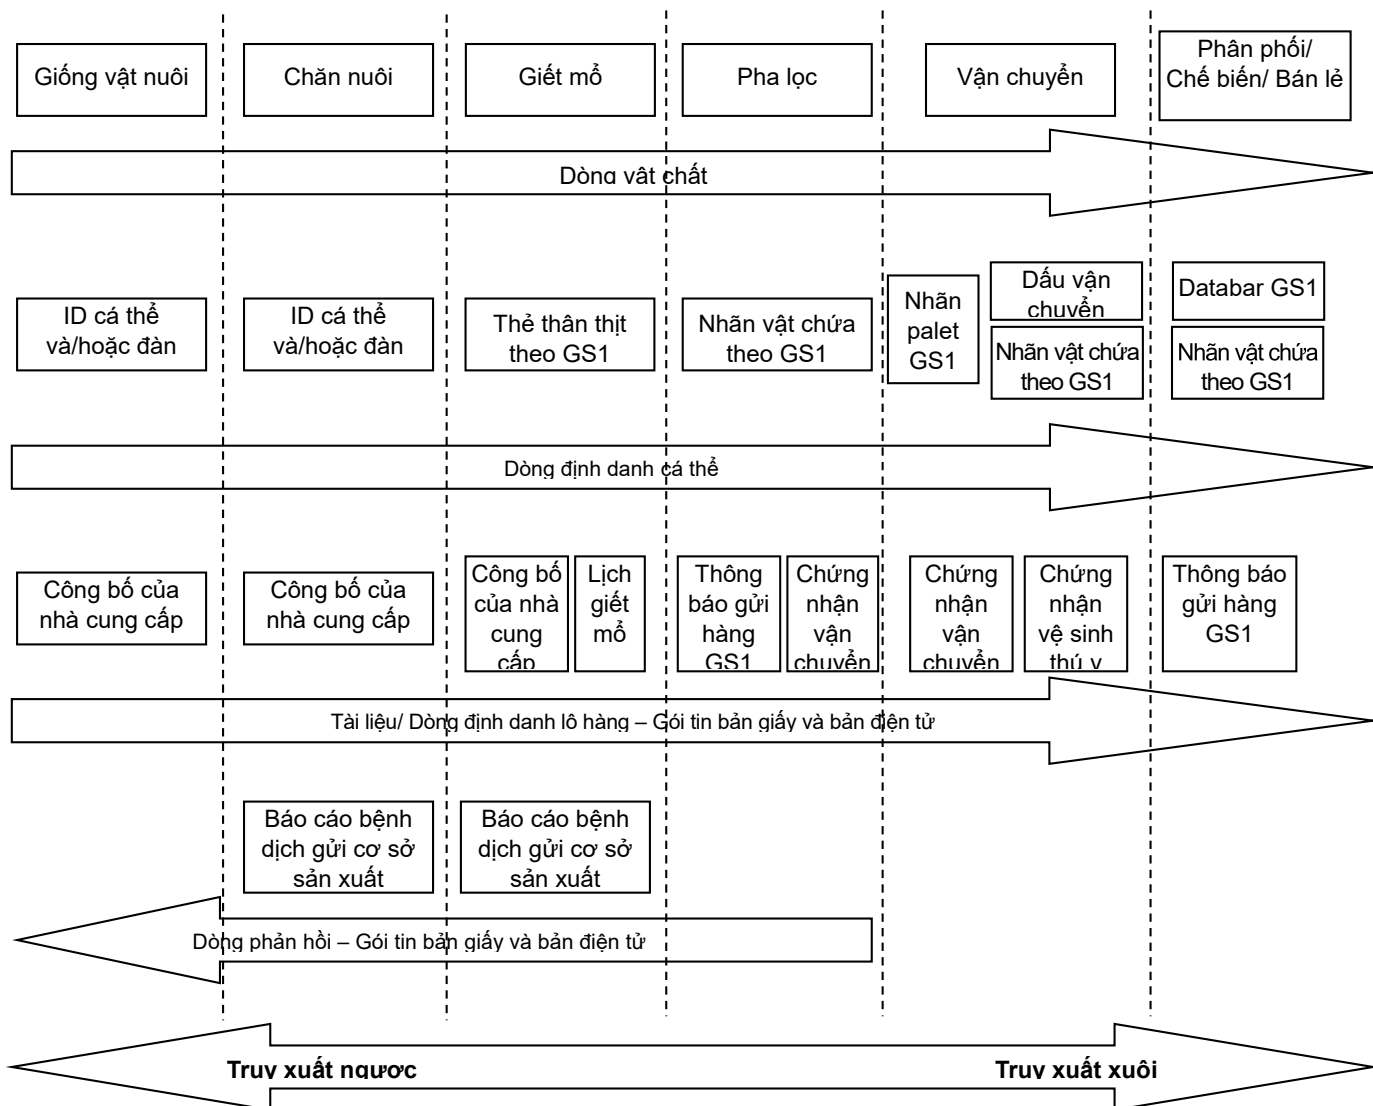 Giống vật nuôi
Chăn nuôi
Giết mổ
Pha lọc
Vận chuyển
Phân phối/
Chế biến/ Bán lẻ
Dòng vật chất
ID cá thể
và/hoặc đàn
ID cá thể
và/hoặc đàn
Thẻ thân thịt
theo GS1
Nhãn vật chứa
theo GS1
Nhãn
palet
GS1
Dấu vận
chuyển
Nhãn vật chứa
theo GS1
Databar GS1
Nhãn vật chứa
theo GS1
Dòng định danh cá thể
Công bố của
nhà cung cấp
Công bố của
nhà cung cấp
Công bố
của nhà
cung
cấp
Lịch
giết
mổ
Thông
báo gửi
hàng
GS1
Chứng
nhận
vận
chuyển
Chứng
nhận
vận
chuyển
Chứng
nhận
vệ sinh
thú y
Thông báo
gửi hàng
GS1
Tài liệu/ Dòng định danh lô hàng – Gói tin bản giấy và bản điện tử
Báo cáo bệnh
dịch gửi cơ sở
sản xuất
Báo cáo bệnh
dịch gửi cơ sở
sản xuất
Dòng phản hồi – Gói tin bản giấy và bản điện tử
Truy xuất ngược
Truy xuất xuôi